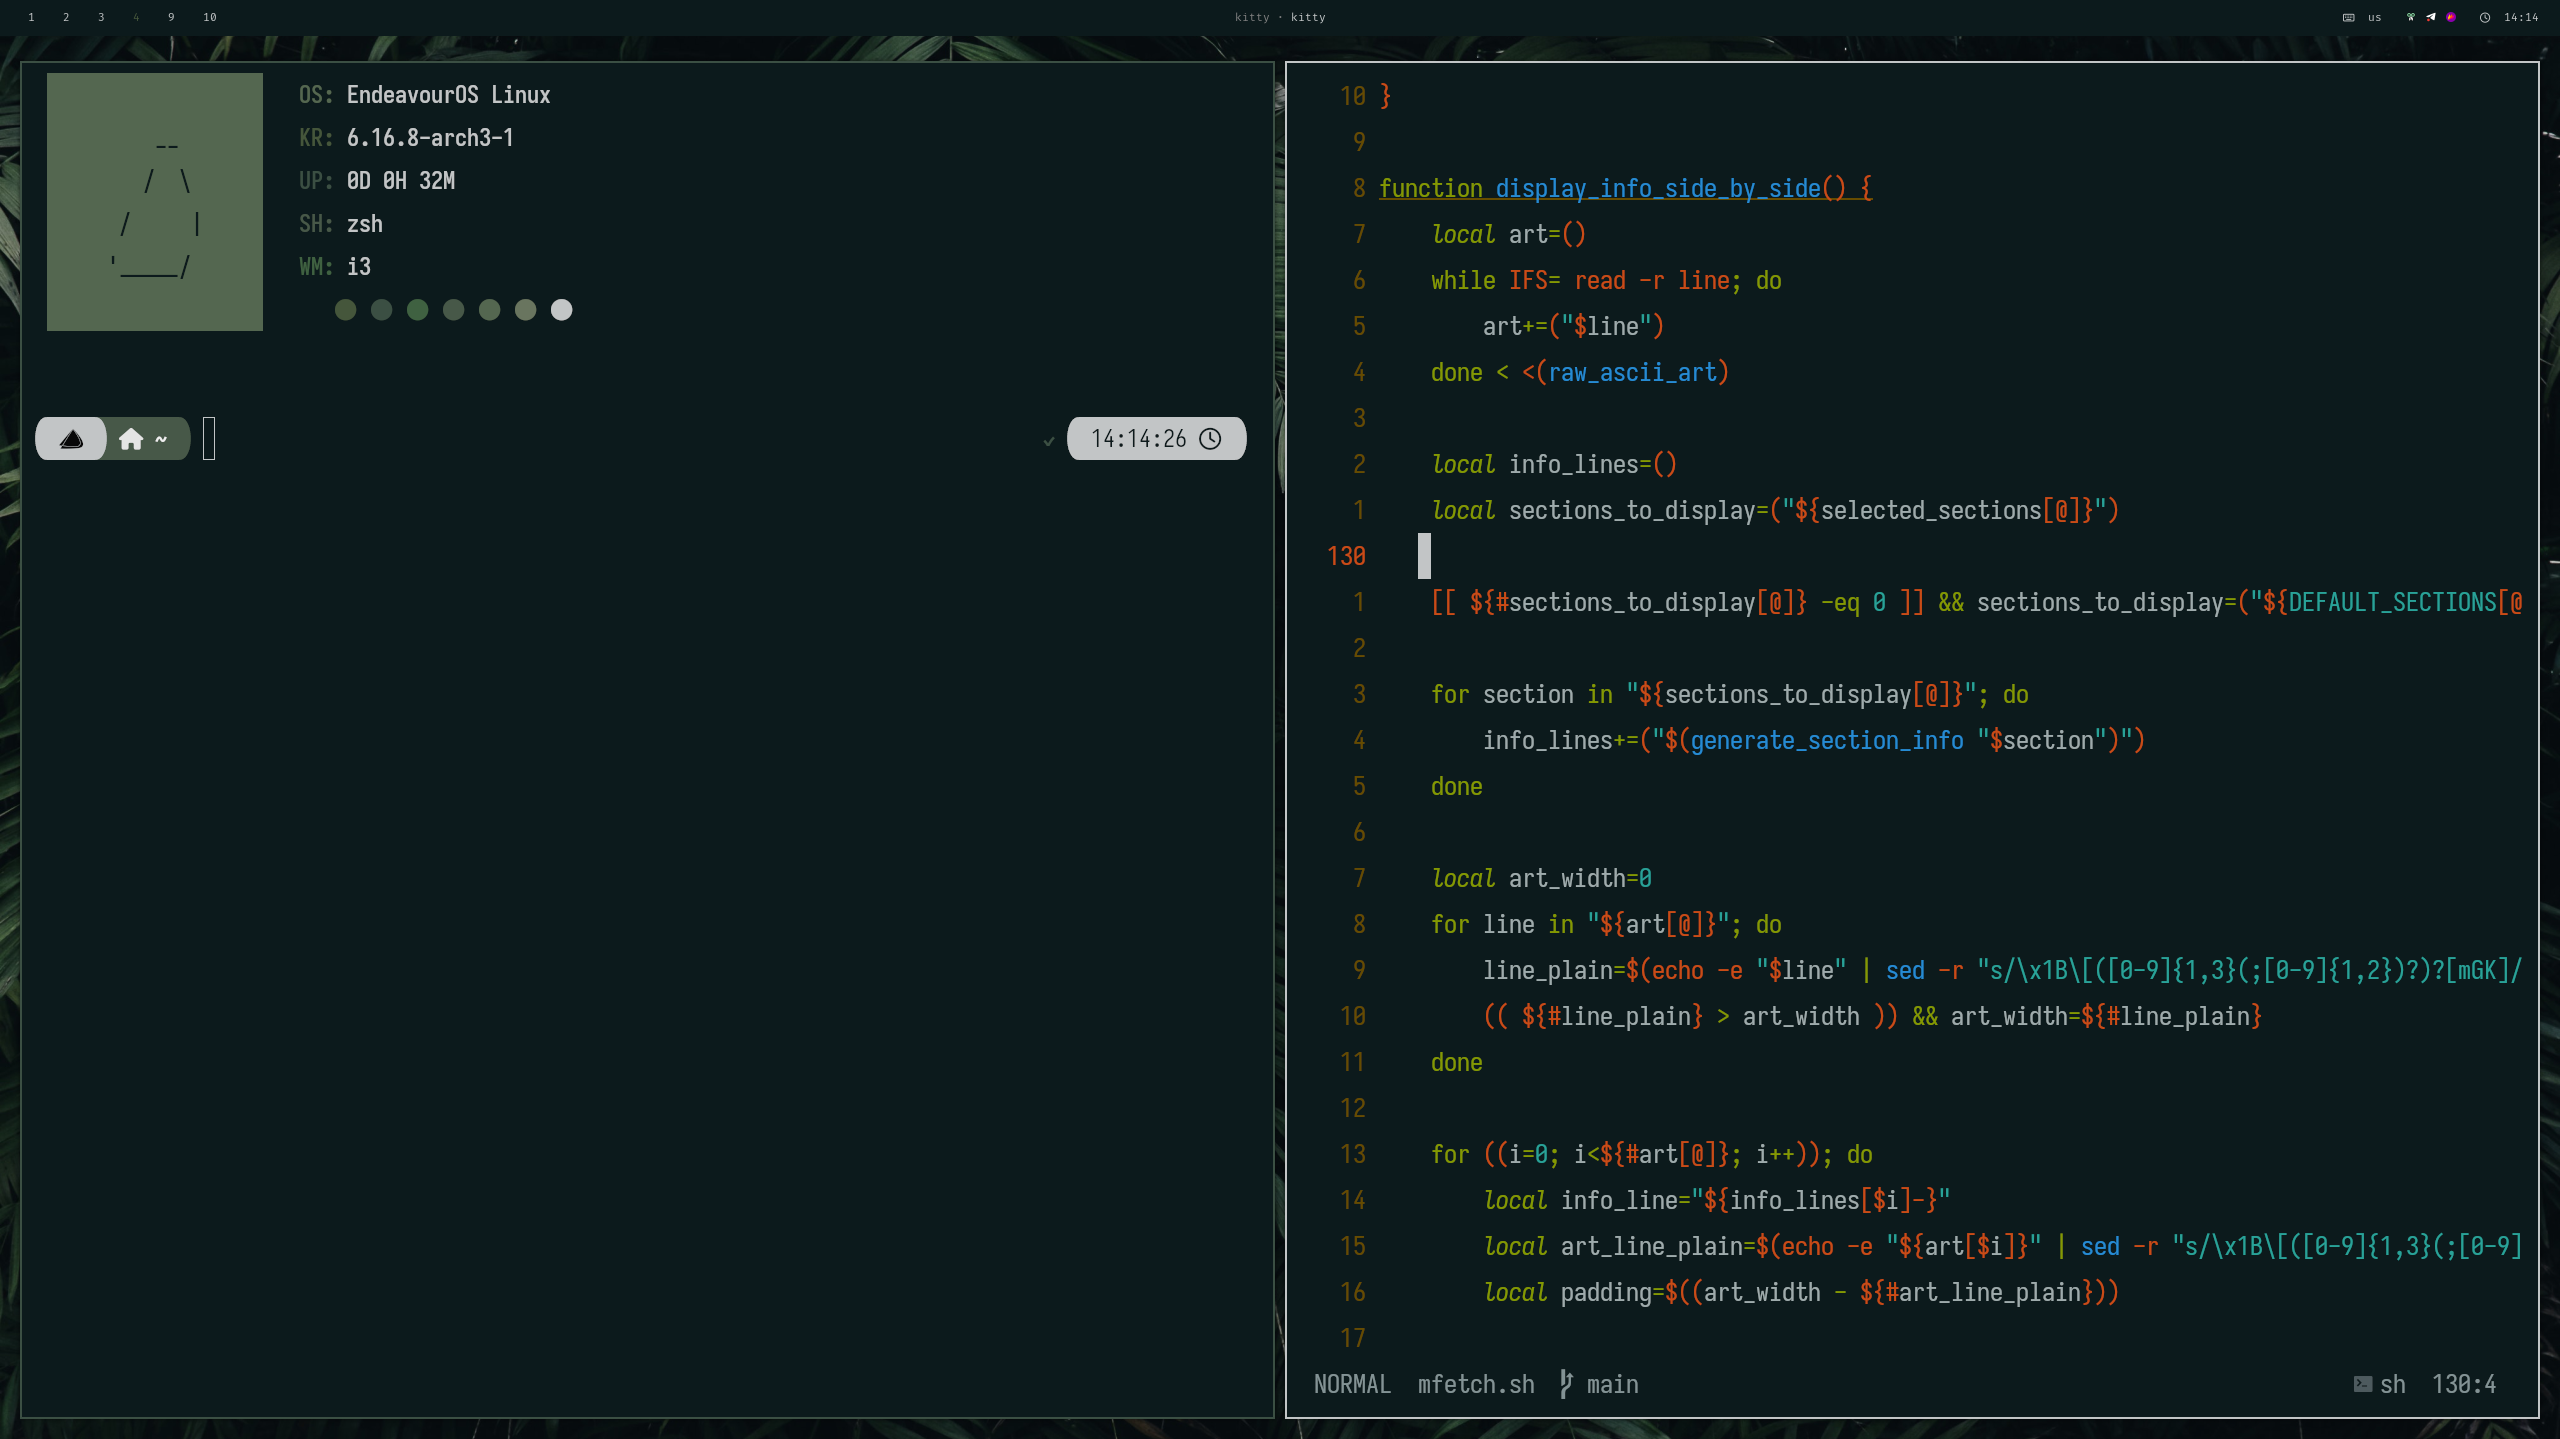 1 2 3 4 9 10
kitty · kitty
us 14:14
OS: EndeavourOS Linux
KR: 6.16.8-arch3-1
UP: 0D 0H 32M
SH: zsh
WM: i3
~
14:14:26
10 }
9
8 function display_info_side_by_side() {
7     local art=()
6     while IFS= read -r line; do
5         art+=("$line")
4     done < <(raw_ascii_art)
3
2     local info_lines=()
1     local sections_to_display=("${selected_sections[@]}")
130
1     [[ ${#sections_to_display[@]} -eq 0 ]] && sections_to_display=("${DEFAULT_SECTIONS[@
2
3     for section in "${sections_to_display[@]}"; do
4         info_lines+=("$(generate_section_info "$section")")
5     done
6
7     local art_width=0
8     for line in "${art[@]}"; do
9         line_plain=$(echo -e "$line" | sed -r "s/\x1B\[([0-9]{1,3}(;[0-9]{1,2})?)?[mGK]/
10         (( ${#line_plain} > art_width )) && art_width=${#line_plain}
11     done
12
13     for ((i=0; i<${#art[@]}; i++)); do
14         local info_line="${info_lines[$i]-}"
15         local art_line_plain=$(echo -e "${art[$i]}" | sed -r "s/\x1B\[([0-9]{1,3}(;[0-9]
16         local padding=$((art_width - ${#art_line_plain}))
17
NORMAL mfetch.sh main
sh 130:4